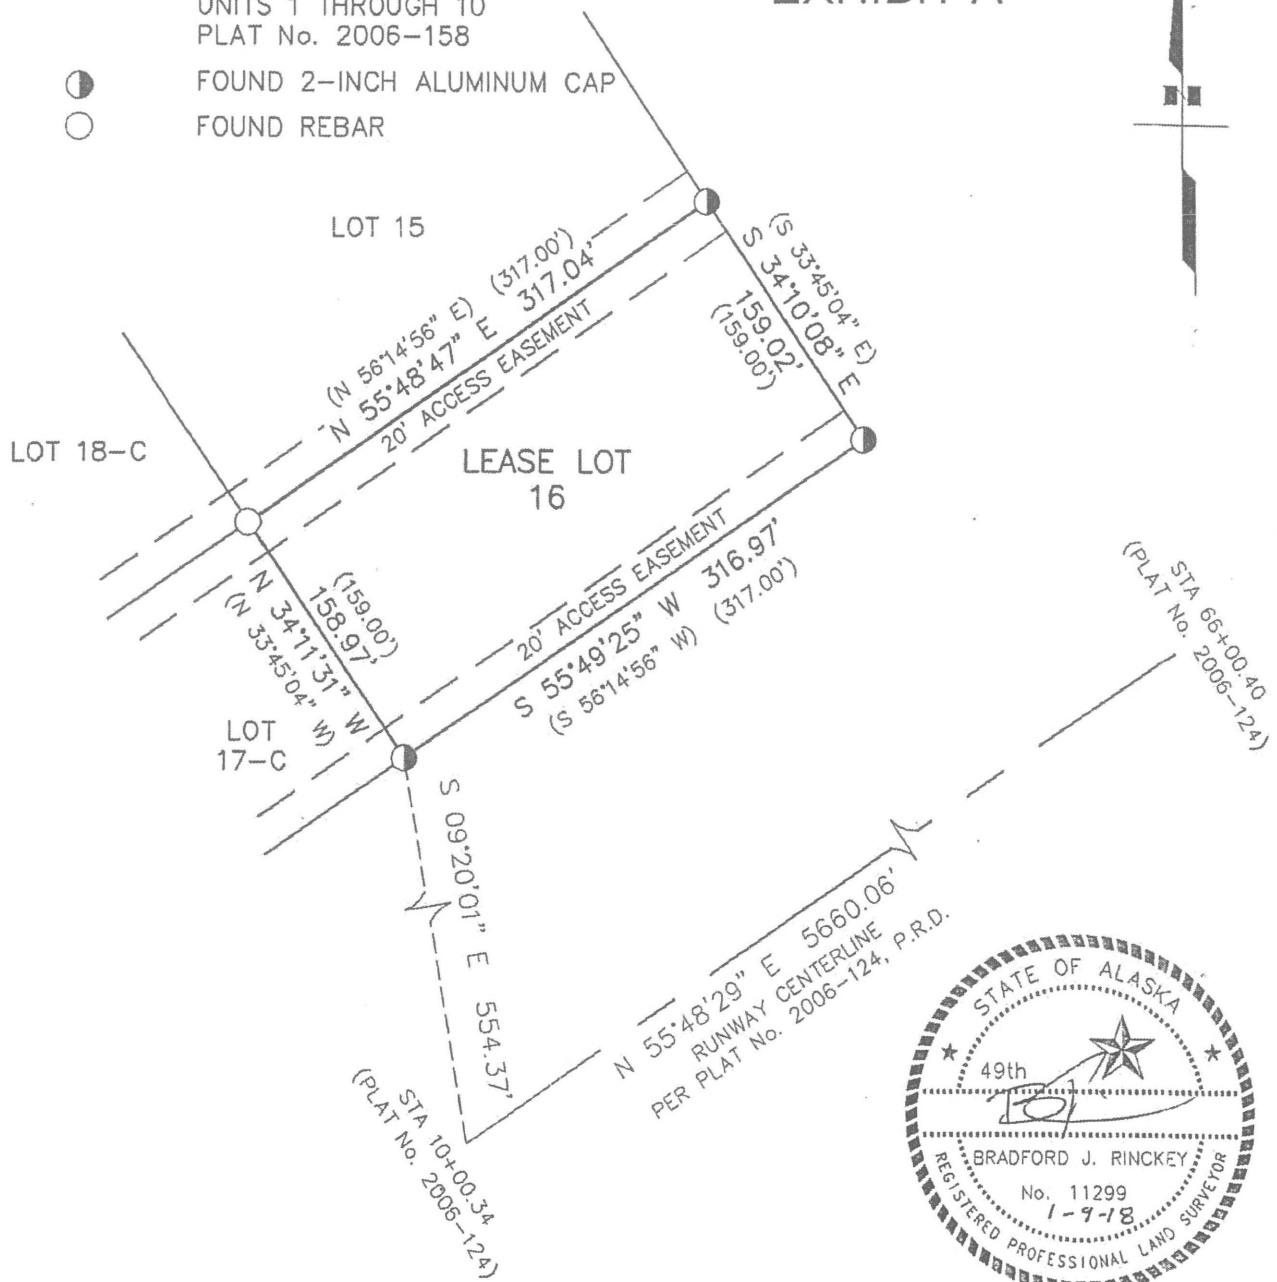 UNITS 1 THROUGH 10
EXHIBIT A
PLAT No. 2006-158
FOUND 2-INCH ALUMINUM CAP
FOUND REBAR
LOT 15
(N 56°14'56" E) (317.00')
N 55°48'47" E 317.04'
20' ACCESS EASEMENT
(S 33°45'04" E)
S 34°10'08" E
159.02'
(159.00')
LOT 18-C
LEASE LOT
16
(159.00')
158.97'
N 34°11'31" W
(N 33°45'04" W)
20' ACCESS EASEMENT
S 55°49'25" W 316.97'
(S 56°14'56" W) (317.00')
LOT
17-C
STA 66+00.40
(PLAT No. 2006-124)
S 09°20'01" E 554.37'
N 55°48'29" E 5660.06'
RUNWAY CENTERLINE
PER PLAT No. 2006-124, P.R.D.
STA 10+00.34
(PLAT No. 2006-124)
STATE OF ALASKA
49th
BRADFORD J. RINCKEY
No. 11299
1-9-18
REGISTERED PROFESSIONAL LAND SURVEYOR